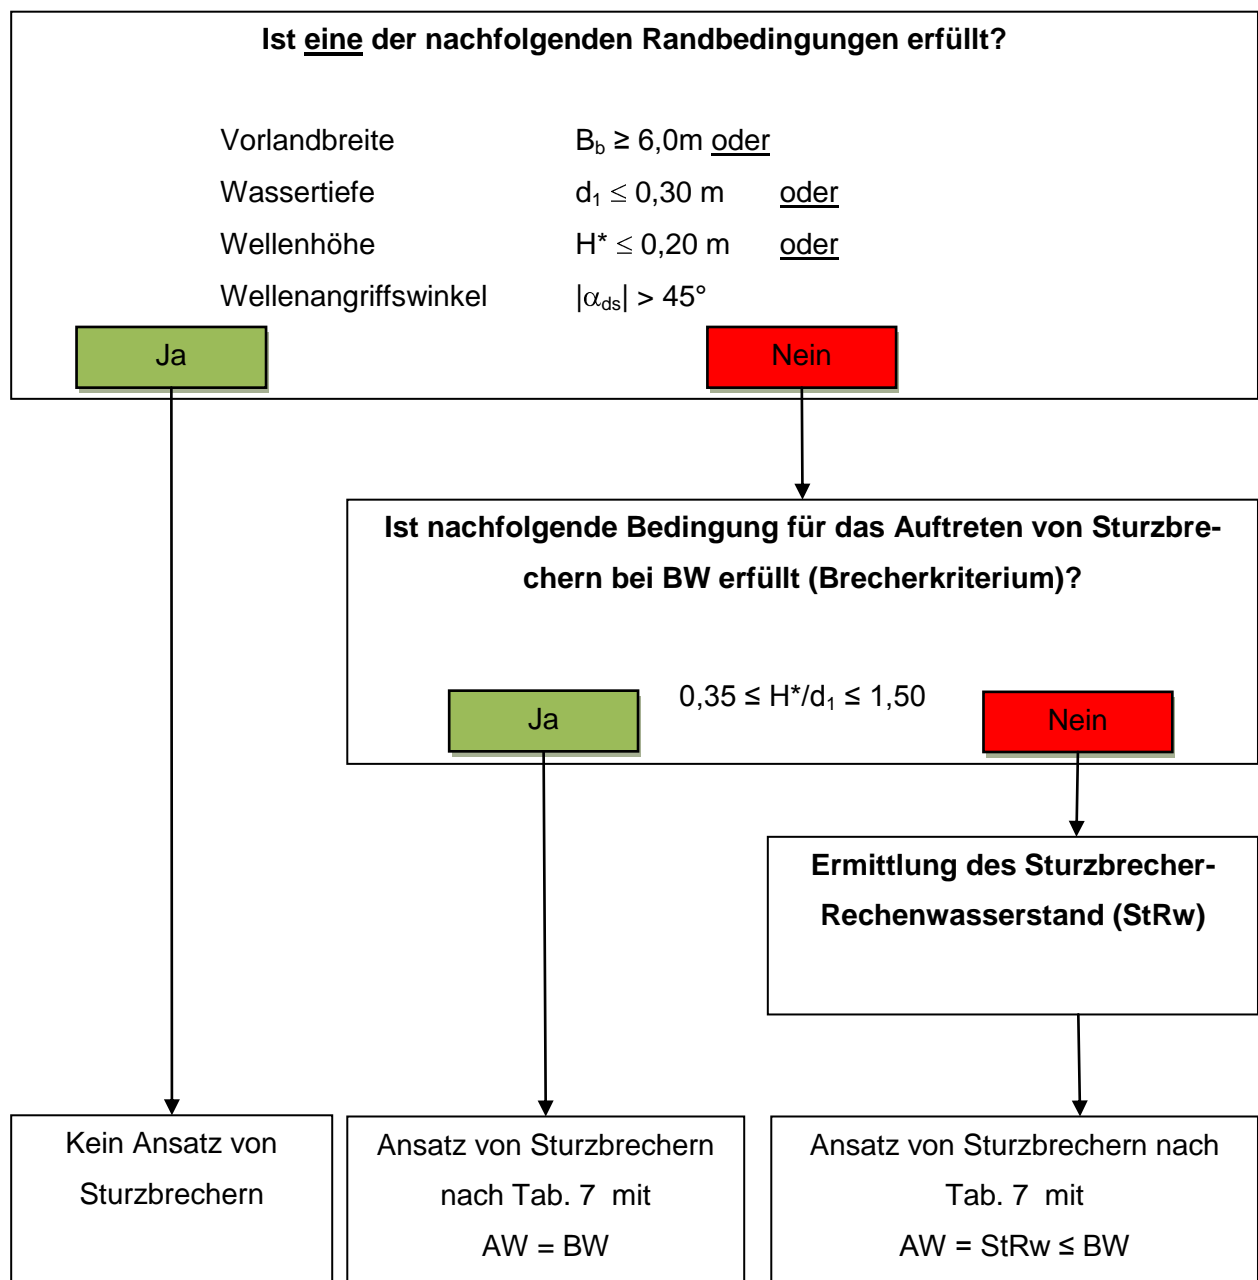 Ist eine der nachfolgenden Randbedingungen erfüllt?
Vorlandbreite B_b ≥ 6,0m oder
Wassertiefe d_1 ≤ 0,30 m oder
Wellenhöhe H* ≤ 0,20 m oder
Wellenangriffswinkel |α_ds| > 45°
Ja Nein
Ist nachfolgende Bedingung für das Auftreten von Sturzbre-
chern bei BW erfüllt (Brecherkriterium)?
0,35 ≤ H*/d_1 ≤ 1,50
Ja Nein
Ermittlung des Sturzbrecher-
Rechenwasserstand (StRw)
Kein Ansatz von
Sturzbrechern
Ansatz von Sturzbrechern
nach Tab. 7 mit
AW = BW
Ansatz von Sturzbrechern nach
Tab. 7 mit
AW = StRw ≤ BW